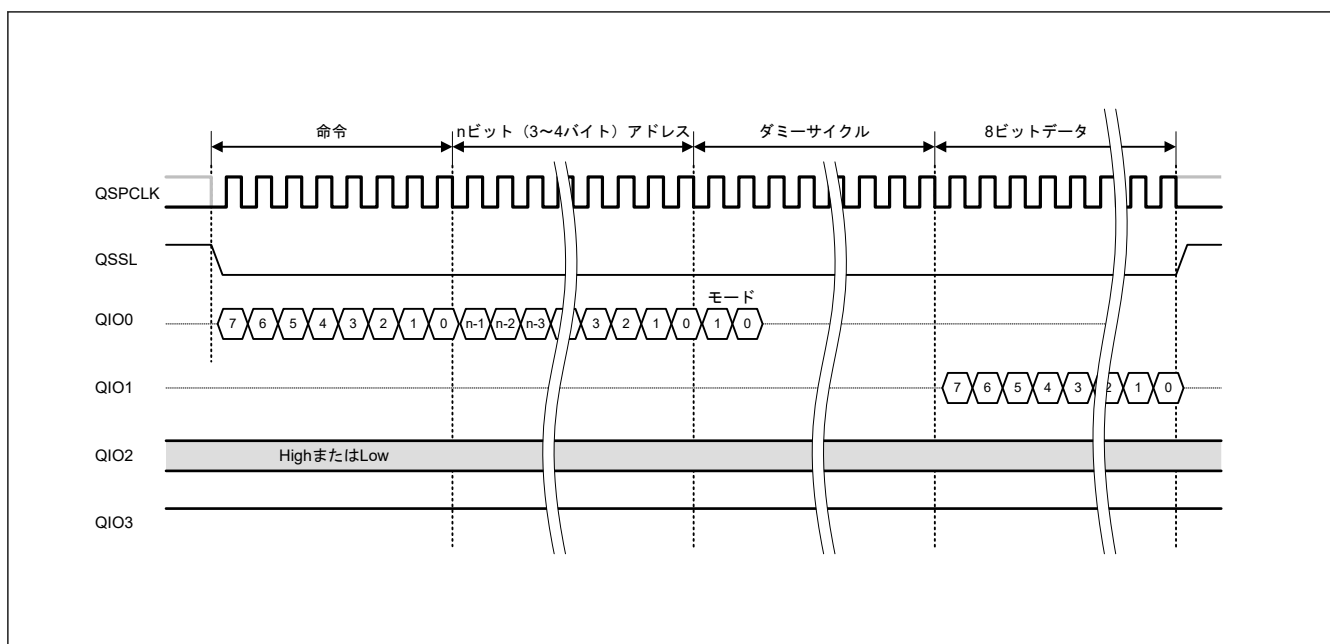 命令 nビット（3～4バイト）アドレス ダミーサイクル 8ビットデータ
QSPCLK
QSSL
モード
QIO0 7 6 5 4 3 2 1 0 n-1 n-2 n-3 3 2 1 0 1 0
QIO1 7 6 5 4 3 2 1 0
QIO2 HighまたはLow
QIO3